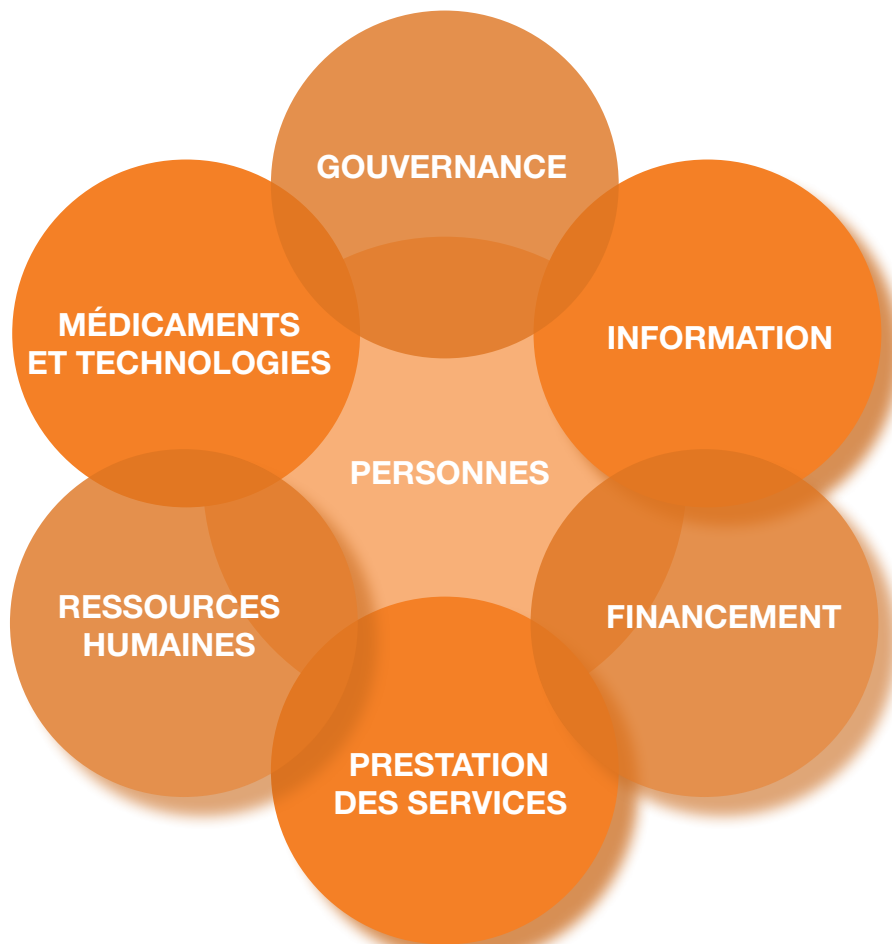 GOUVERNANCE
MÉDICAMENTS
ET TECHNOLOGIES
INFORMATION
PERSONNES
RESSOURCES
HUMAINES
FINANCEMENT
PRESTATION
DES SERVICES